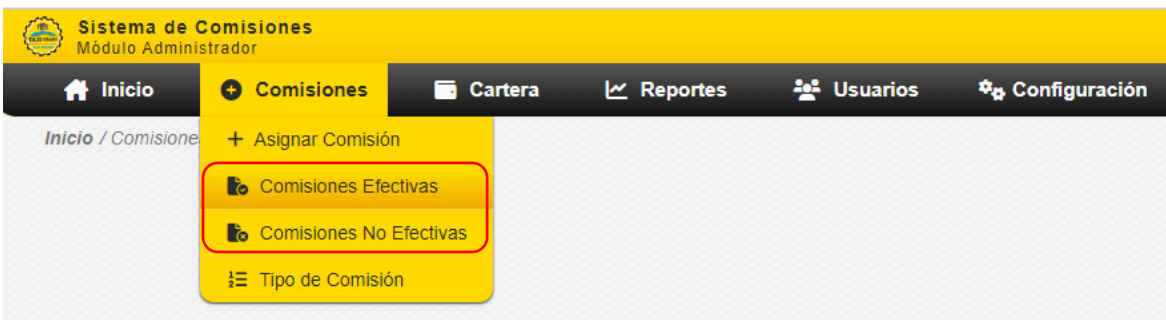 Sistema de Comisiones
Módulo Administrador
Inicio Comisiones Cartera Reportes Usuarios Configuración
Inicio / Comisione
Asignar Comisión
Comisiones Efectivas
Comisiones No Efectivas
Tipo de Comisión